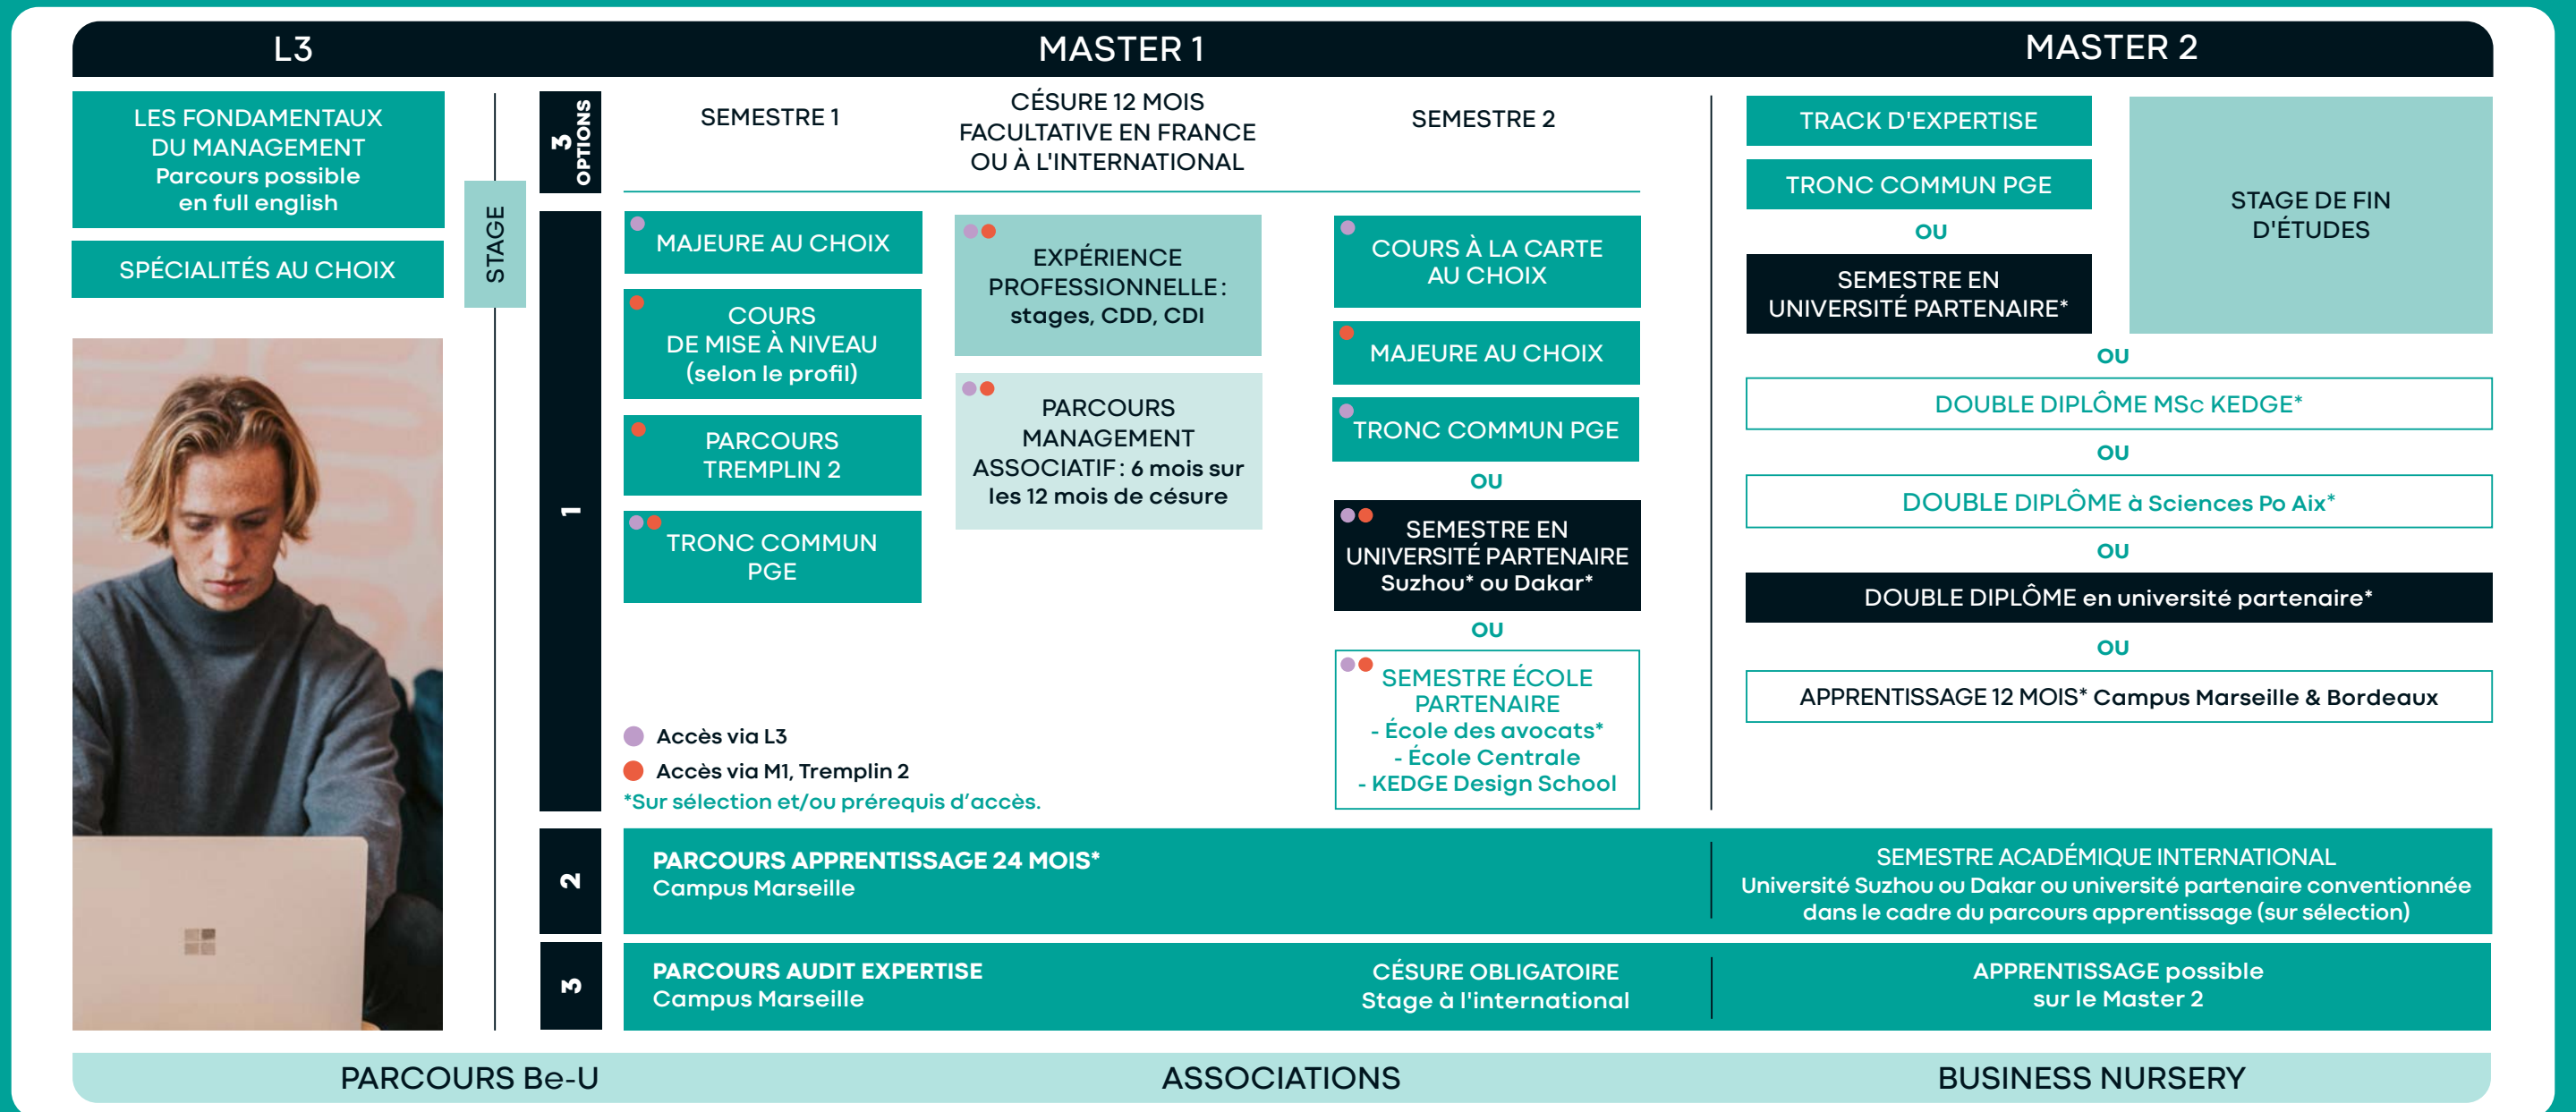 L3
MASTER 1
MASTER 2
LES FONDAMENTAUX
DU MANAGEMENT
Parcours possible
en full english
SPÉCIALITÉS AU CHOIX
STAGE
3
OPTIONS
SEMESTRE 1
CÉSURE 12 MOIS
FACULTATIVE EN FRANCE
OU À L'INTERNATIONAL
SEMESTRE 2
1
MAJEURE AU CHOIX
COURS
DE MISE À NIVEAU
(selon le profil)
PARCOURS
TREMPLIN 2
TRONC COMMUN
PGE
EXPÉRIENCE
PROFESSIONNELLE :
stages, CDD, CDI
PARCOURS
MANAGEMENT
ASSOCIATIF : 6 mois sur
les 12 mois de césure
COURS À LA CARTE
AU CHOIX
MAJEURE AU CHOIX
TRONC COMMUN PGE
OU
SEMESTRE EN
UNIVERSITÉ PARTENAIRE
Suzhou* ou Dakar*
OU
SEMESTRE ÉCOLE
PARTENAIRE
- École des avocats*
- École Centrale
- KEDGE Design School
Accès via L3
Accès via M1, Tremplin 2
*Sur sélection et/ou prérequis d'accès.
TRACK D'EXPERTISE
TRONC COMMUN PGE
OU
SEMESTRE EN
UNIVERSITÉ PARTENAIRE*
STAGE DE FIN
D'ÉTUDES
OU
DOUBLE DIPLÔME MSc KEDGE*
OU
DOUBLE DIPLÔME à Sciences Po Aix*
OU
DOUBLE DIPLÔME en université partenaire*
OU
APPRENTISSAGE 12 MOIS* Campus Marseille & Bordeaux
2
PARCOURS APPRENTISSAGE 24 MOIS*
Campus Marseille
SEMESTRE ACADÉMIQUE INTERNATIONAL
Université Suzhou ou Dakar ou université partenaire conventionnée
dans le cadre du parcours apprentissage (sur sélection)
3
PARCOURS AUDIT EXPERTISE
Campus Marseille
CÉSURE OBLIGATOIRE
Stage à l'international
APPRENTISSAGE possible
sur le Master 2
PARCOURS Be-U
ASSOCIATIONS
BUSINESS NURSERY